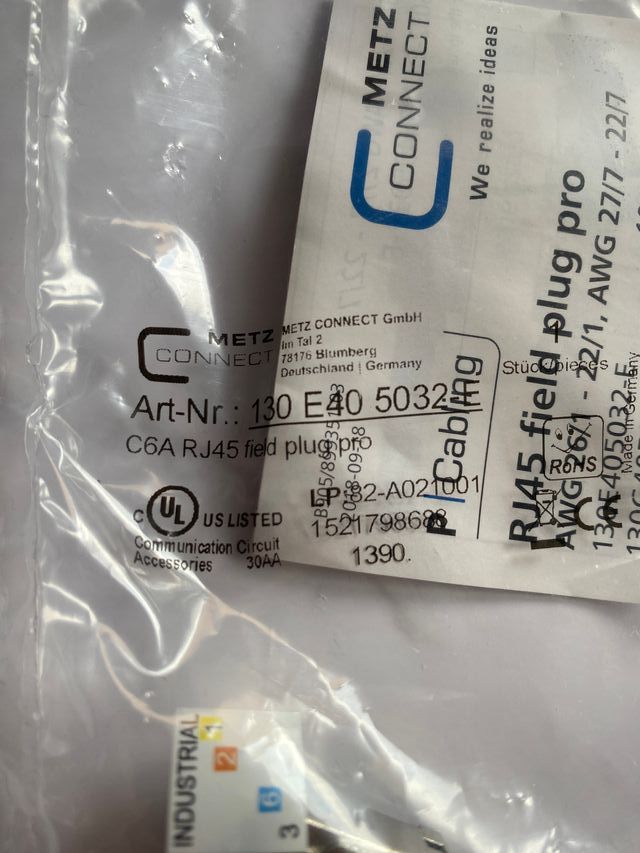 METZ
CONNECT
We realize ideas
RJ45 field plug pro
AWG 26/1 - 22/1, AWG 27/7 - 22/7
130E405032
P|Cabling
METZ
CONNECT
METZ CONNECT GmbH
Im Tal 2
78176 Blumberg
Deutschland | Germany
Stück/pieces
Made in Germany
Art-Nr.: 130 E40 5032-E
C6A RJ45 field plug pro
RoHS
C UL US LISTED
Communication Circuit
Accessories 30AA
1390.
INDUSTRIAL
1
2
6
3